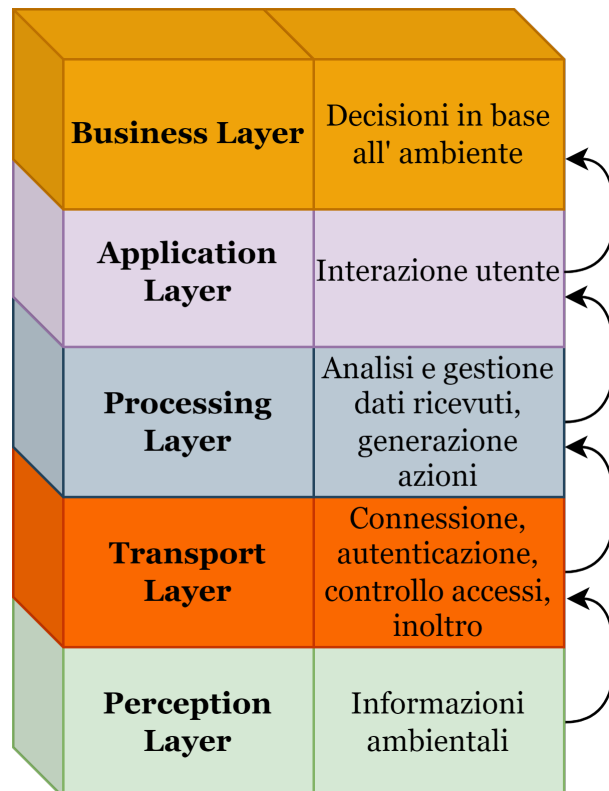 Business Layer
Decisioni in base
all' ambiente
Application
Layer
Interazione utente
Processing
Layer
Analisi e gestione
dati ricevuti,
generazione
azioni
Transport
Layer
Connessione,
autenticazione,
controllo accessi,
inoltro
Perception
Layer
Informazioni
ambientali